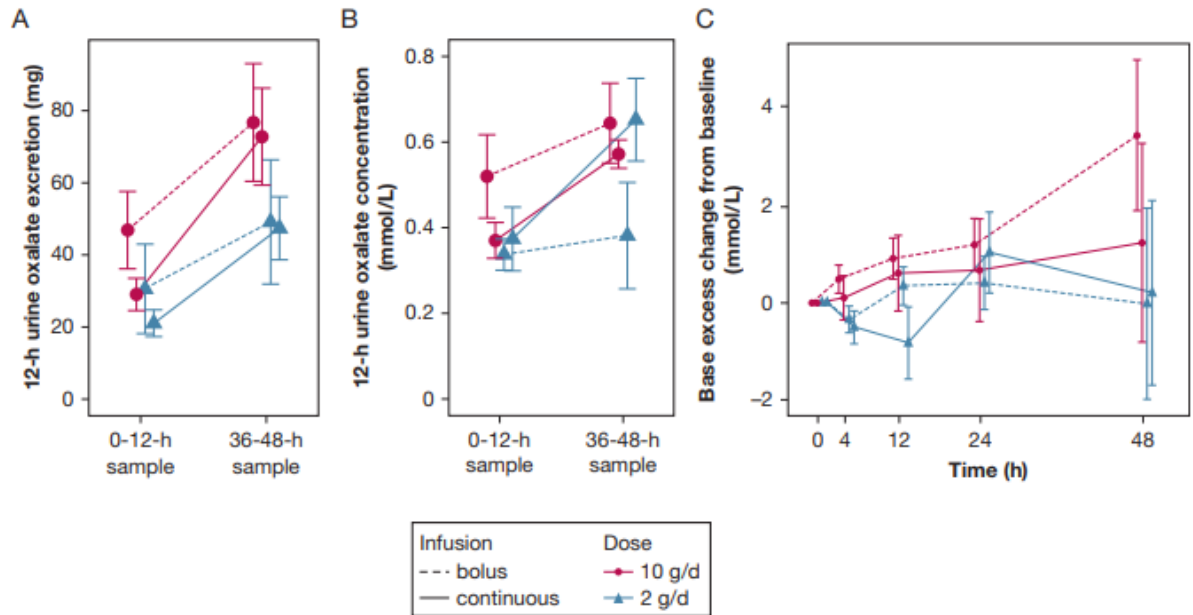 A
12-h urine oxalate excretion (mg)
80
60
40
20
0
0-12-h
sample
36-48-h
sample
B
12-h urine oxalate concentration
(mmol/L)
0.8
0.6
0.4
0.2
0
0-12-h
sample
36-48-h
sample
C
Base excess change from baseline
(mmol/L)
4
2
0
–2
0 4 12 24 48
Time (h)
Infusion Dose
bolus 10 g/d
continuous 2 g/d